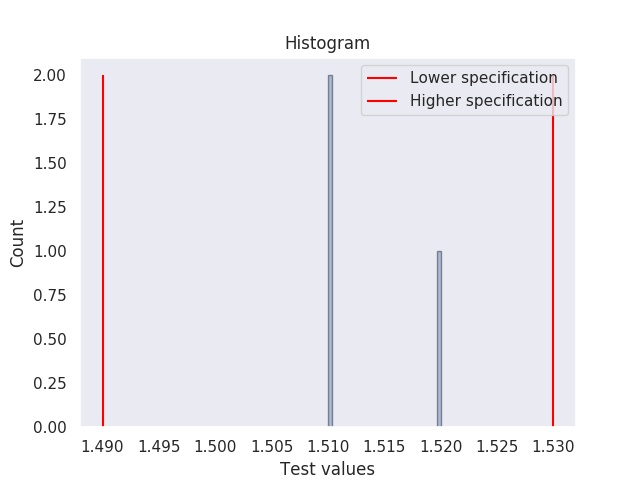 Histogram
Lower specification
Higher specification
2.00
1.75
1.50
1.25
1.00
0.75
0.50
0.25
0.00
Count
1.490 1.495 1.500 1.505 1.510 1.515 1.520 1.525 1.530
Test values